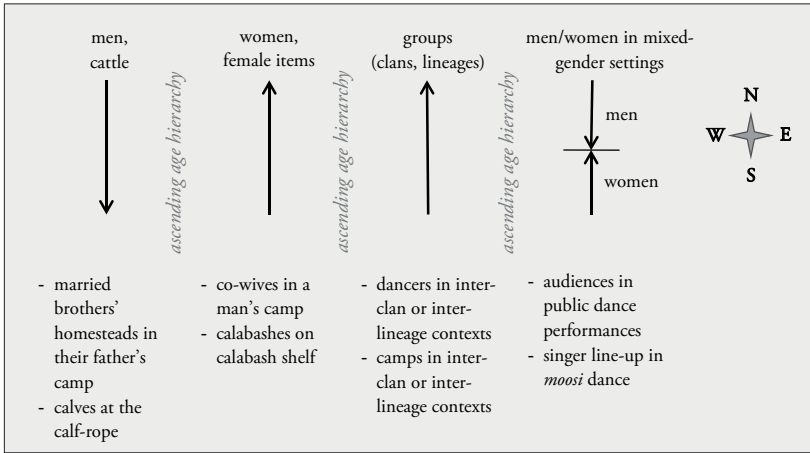 men,
cattle
women,
female items
groups
(clans, lineages)
men/women in mixed-
gender settings
ascending age hierarchy
ascending age hierarchy
ascending age hierarchy
men
women
N
W
E
S
- married
brothers’
homesteads in
their father’s
camp
- calves at the
calf-rope
- co-wives in a
man’s camp
- calabashes on
calabash shelf
- dancers in inter-
clan or inter-
lineage contexts
- camps in inter-
clan or inter-
lineage contexts
- audiences in
public dance
performances
- singer line-up in
moosi dance